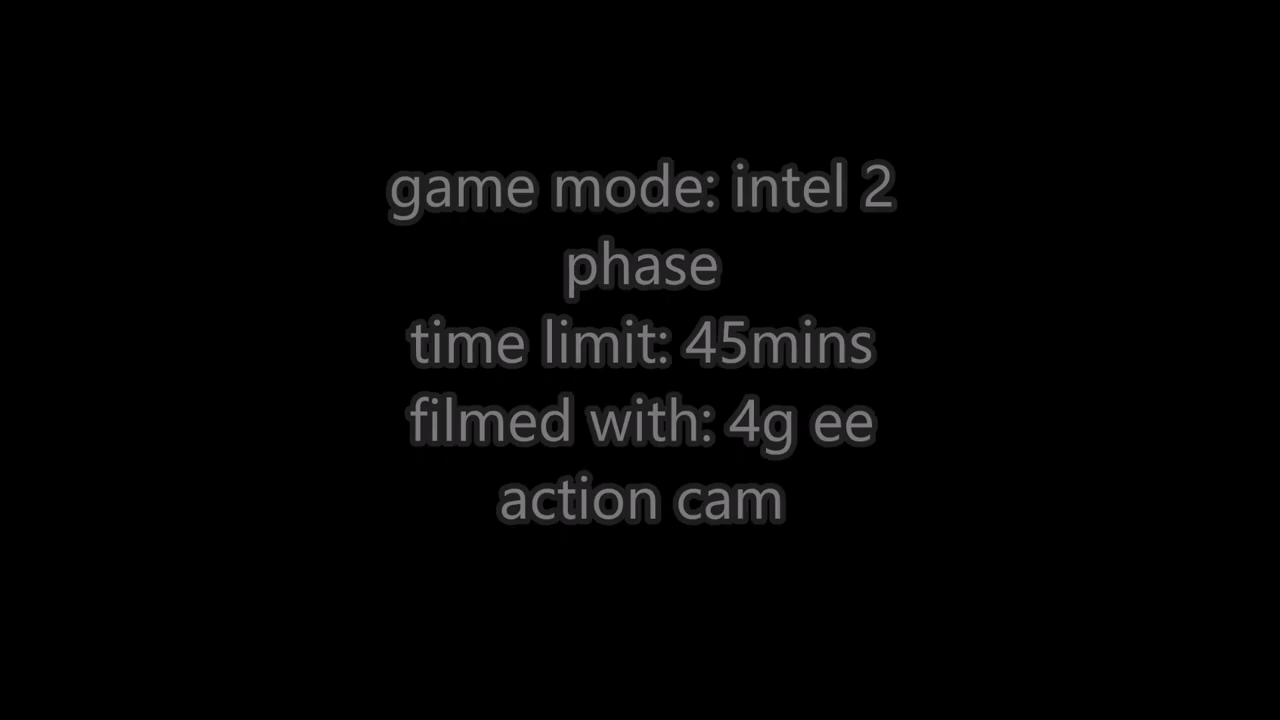 game mode: intel 2
phase
time limit: 45mins
filmed with: 4g ee
action cam